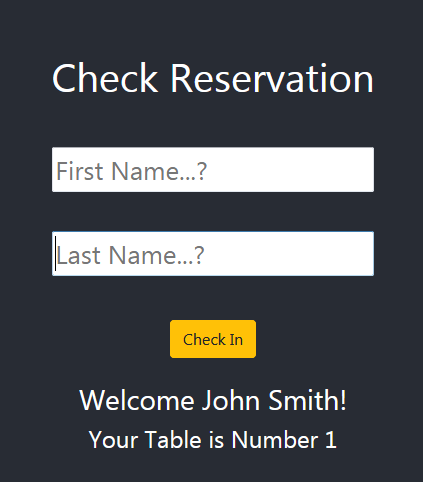 Check Reservation
First Name...?
Last Name...?
Check In
Welcome John Smith!
Your Table is Number 1